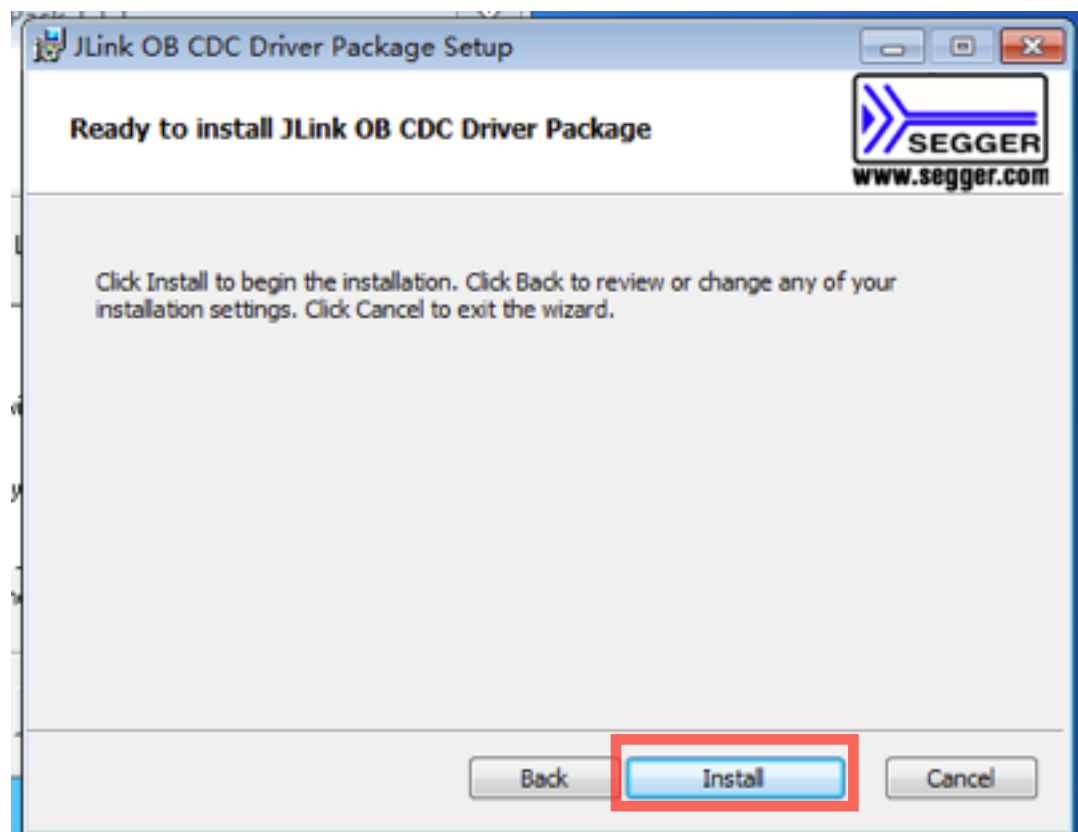 JLink OB CDC Driver Package Setup
Ready to install JLink OB CDC Driver Package
SEGGER
www.segger.com
Click Install to begin the installation. Click Back to review or change any of your
installation settings. Click Cancel to exit the wizard.
Back
Install
Cancel